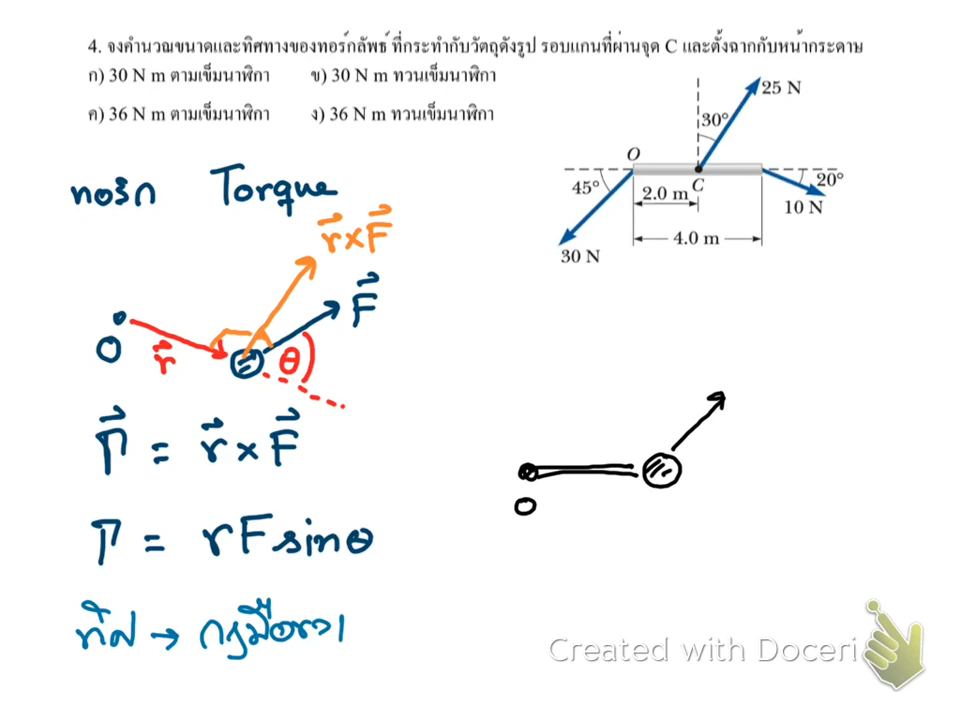 4. จงคำนวณขนาดและทิศทางของทอร์กลัพธ์ ที่กระทำกับวัตถุดังรูป รอบแกนที่ผ่านจุด C และตั้งฉากกับหน้ากระดาษ
ก) 30 N m ตามเข็มนาฬิกา ข) 30 N m ทวนเข็มนาฬิกา
ค) 36 N m ตามเข็มนาฬิกา ง) 36 N m ทวนเข็มนาฬิกา
25 N
30°
O
45°
C
20°
2.0 m
10 N
4.0 m
30 N
ทอร์ก Torque
r⃗×F⃗
F⃗
O
r⃗
θ
Γ⃗ = r⃗ × F⃗
O
Γ = rF sinθ
ทิศ → กฎมือขวา
Created with Doceri